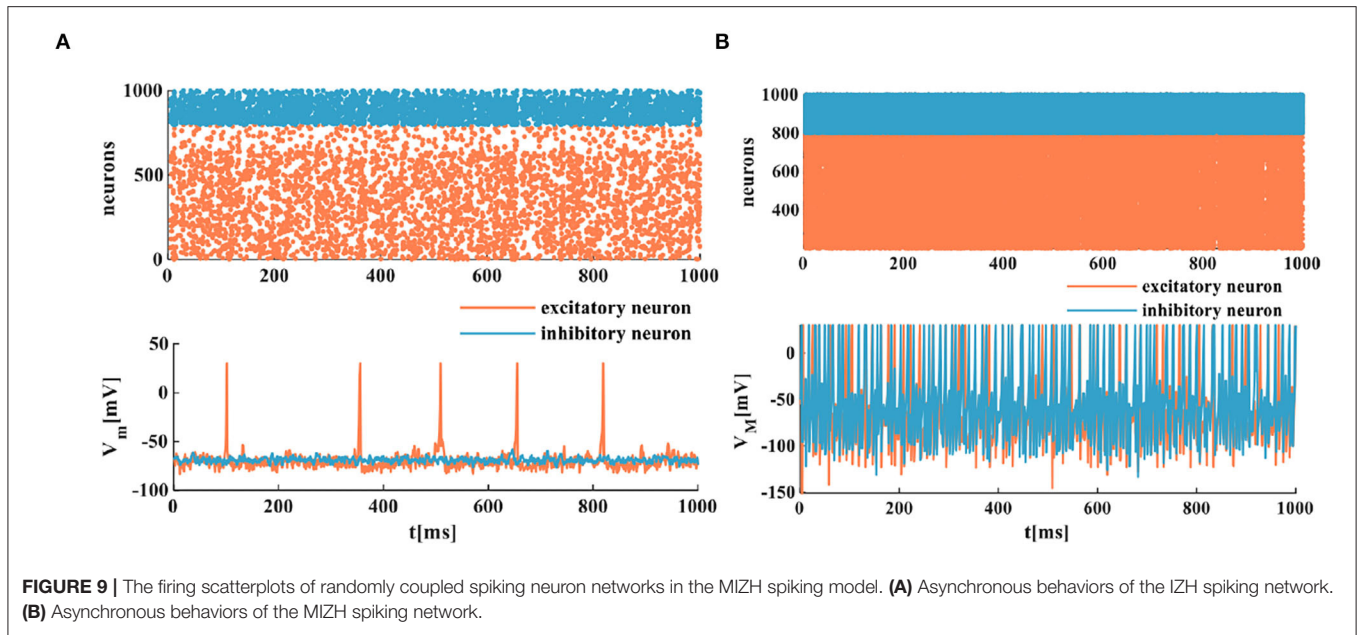 A
B
1000
500
0
neurons
0 200 400 600 800 1000
1000
800
600
400
neurons
200 400 600 800 1000
excitatory neuron
inhibitory neuron
50
0
-50
-100
V_m[mV]
0 200 400 600 800 1000
t[ms]
excitatory neuron
inhibitory neuron
0
-50
-100
-150
V_M[mV]
0 200 400 600 800 1000
t[ms]
FIGURE 9 | The firing scatterplots of randomly coupled spiking neuron networks in the MIZH spiking model. (A) Asynchronous behaviors of the IZH spiking network.
(B) Asynchronous behaviors of the MIZH spiking network.